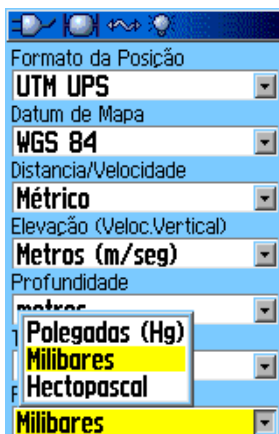 Formato da Posição
UTM UPS
Datum de Mapa
WGS 84
Distancia/Velocidade
Métrico
Elevação (Veloc.Vertical)
Metros (m/seg)
Profundidade
metros
Polegadas (Hg)
Milibares
Hectopascal
Milibares